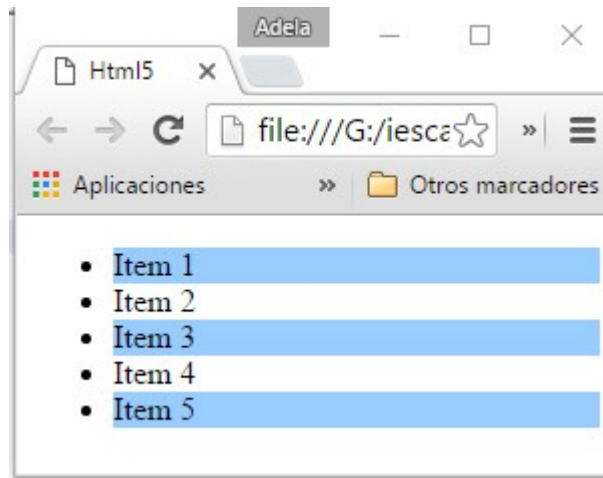 Adela
Html5
file:///G:/iesca
Aplicaciones
Otros marcadores
Item 1
Item 2
Item 3
Item 4
Item 5